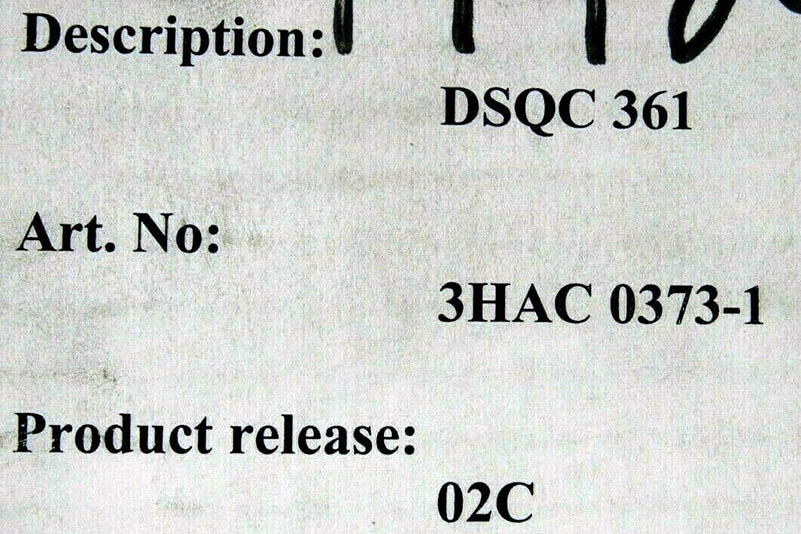 Description:
DSQC 361
Art. No:
3HAC 0373-1
Product release:
02C